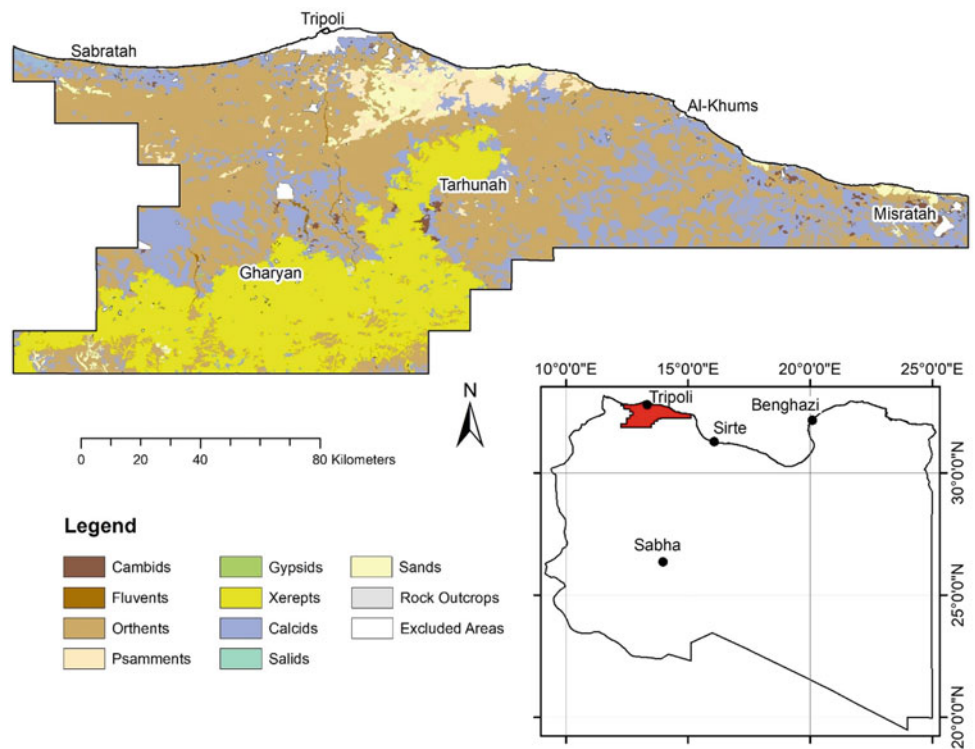 Tripoli
Sabratah
Al-Khums
Tarhunah
Misratah
Gharyan
N
0 20 40 80 Kilometers
Legend
Cambids
Fluvents
Orthents
Psamments
Gypsids
Xerepts
Calcids
Salids
Sands
Rock Outcrops
Excluded Areas
10°0'0"E 15°0'0"E 20°0'0"E 25°0'0"E
Tripoli
Benghazi
Sirte
Sabha
30°0'0"N
25°0'0"N
20°0'0"N